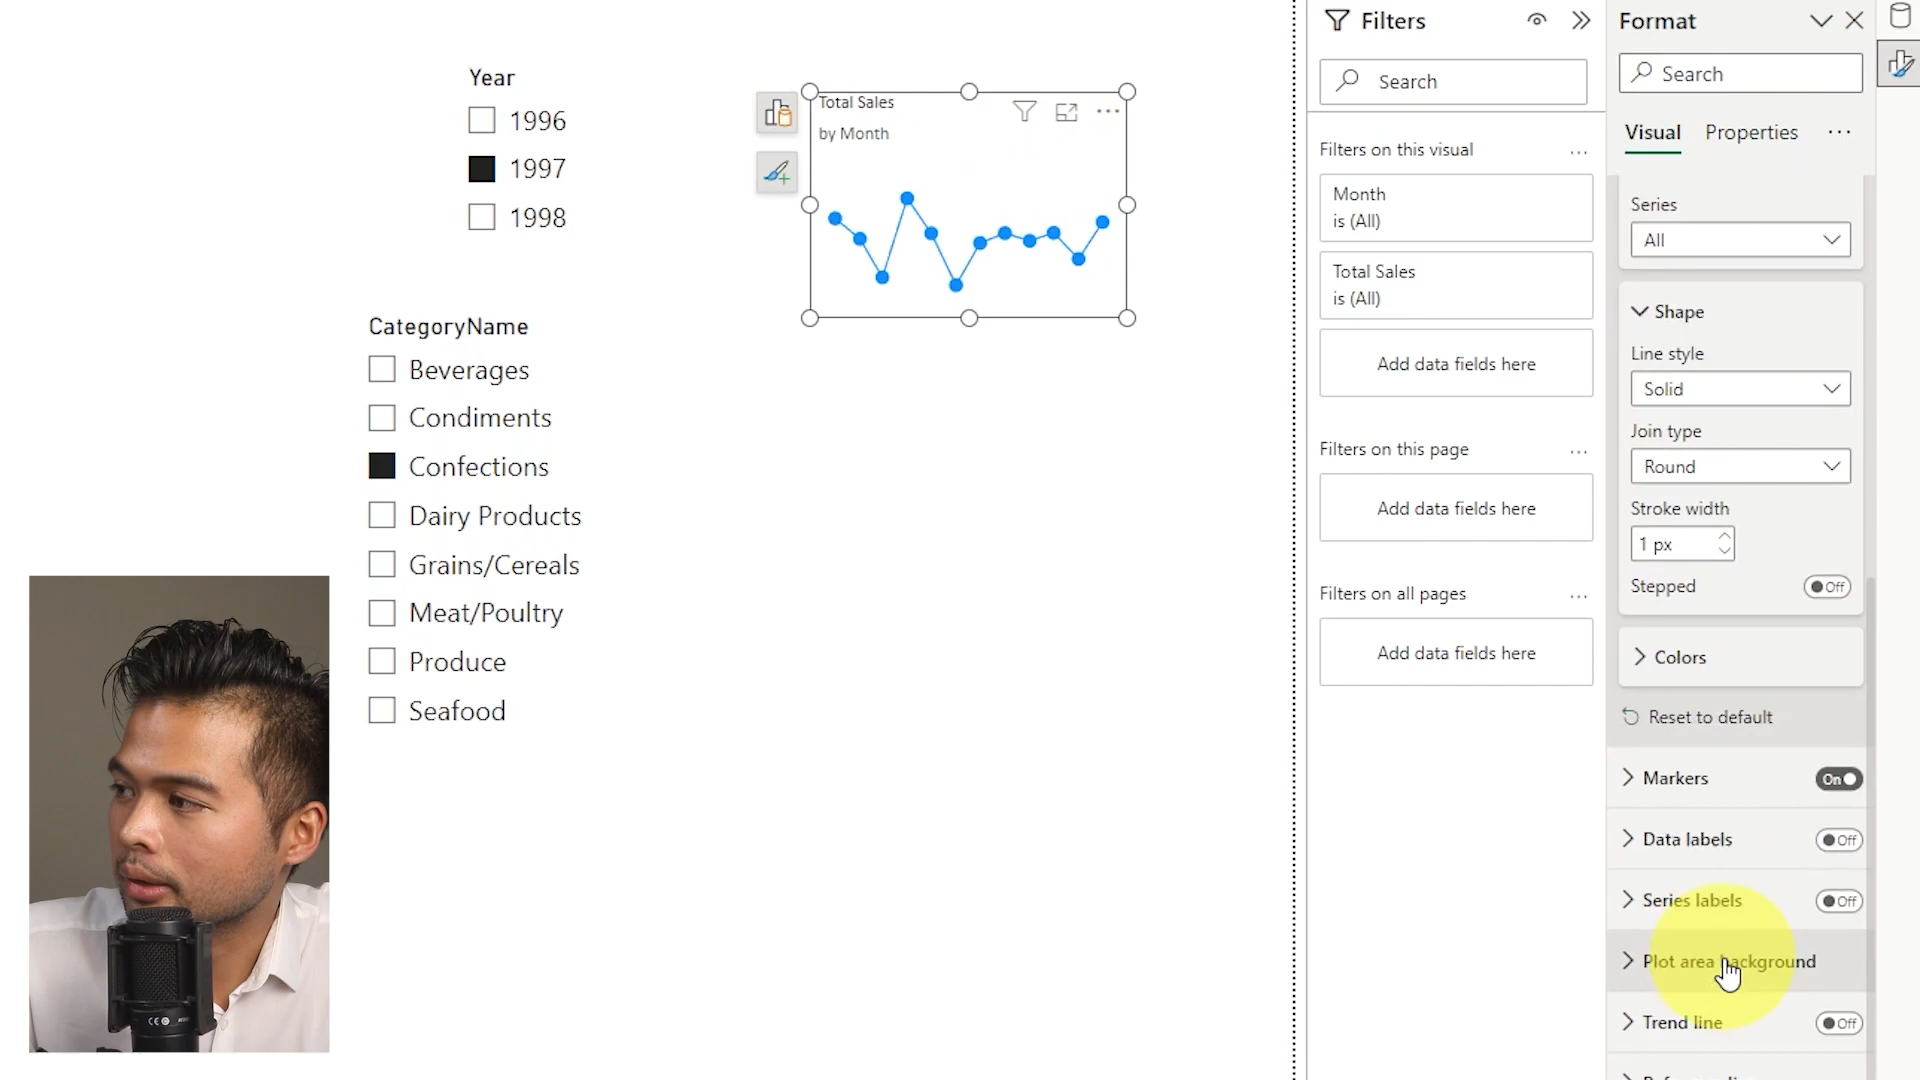 Year
1996
1997
1998
CategoryName
Beverages
Condiments
Confections
Dairy Products
Grains/Cereals
Meat/Poultry
Produce
Seafood
Total Sales
by Month
Filters
Search
Filters on this visual
Month
is (All)
Total Sales
is (All)
Add data fields here
Filters on this page
Add data fields here
Filters on all pages
Add data fields here
Format
Search
Visual Properties
Series
All
Shape
Line style
Solid
Join type
Round
Stroke width
1 px
Stepped Off
Colors
Reset to default
Markers On
Data labels Off
Series labels Off
Plot area background
Trend line Off
CE